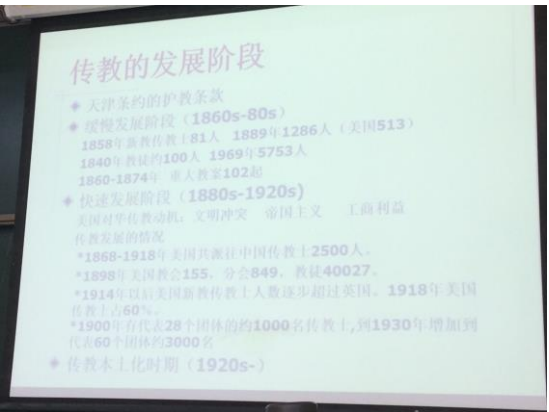 传教的发展阶段
天津条约的护教条款
缓慢发展阶段（1860s-80s）
1858年新教传教士81人 1889年1286人（美国513）
1840年教徒约100人 1969年5753人
1860-1874年 重大教案102起
快速发展阶段（1880s-1920s)
美国对华传教动机：文明冲突 帝国主义 工商利益
传教发展的情况
*1868-1918年美国共派往中国传教士2500人。
*1898年美国教会155，分会849，教徒40027。
*1914年以后美国新教传教士人数逐步超过英国。1918年美国
传教士占60%。
*1900年有代表28个团体的约1000名传教士,到1930年增加到
代表60个团体约3000名
传教本土化时期（1920s-）